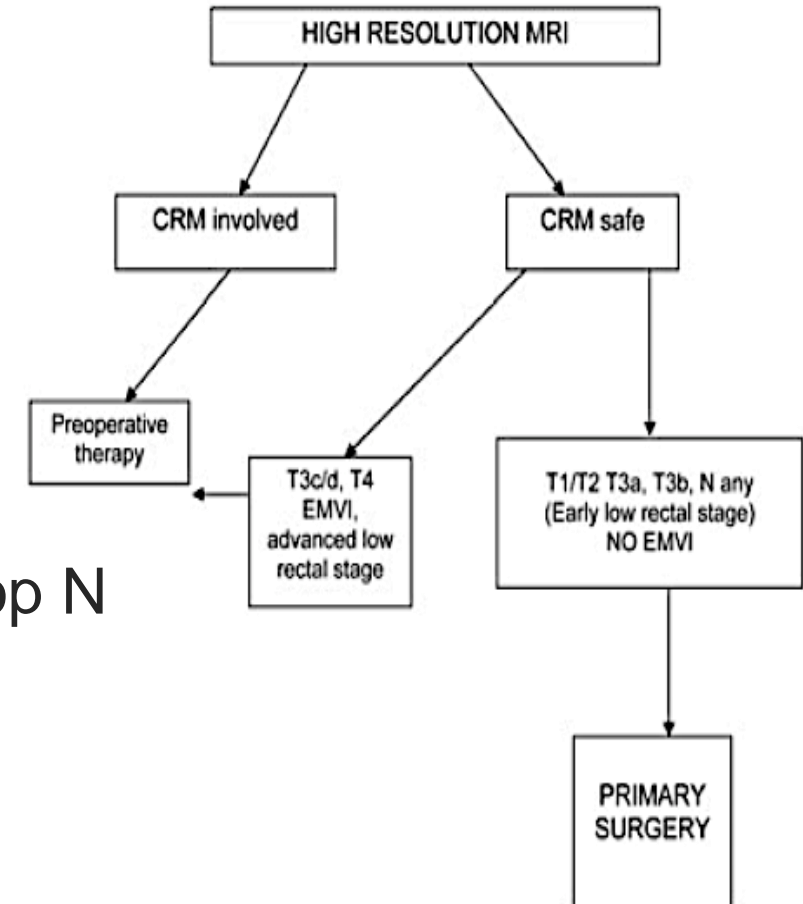 HIGH RESOLUTION MRI
CRM involved
CRM safe
Preoperative
therapy
T3c/d, T4
EMVI,
advanced low
rectal stage
T1/T2 T3a, T3b, N any
(Early low rectal stage)
NO EMVI
N
PRIMARY
SURGERY